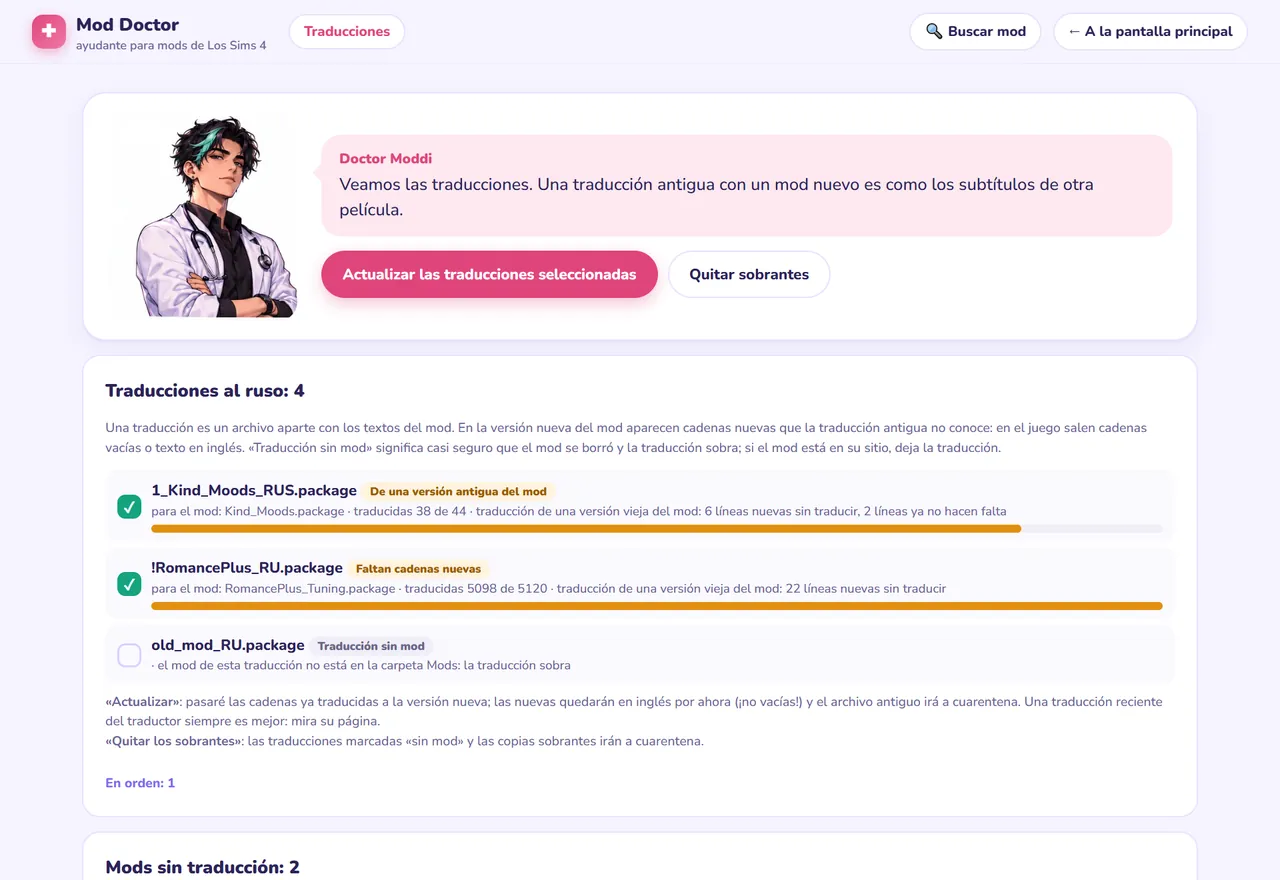 Mod Doctor
ayudante para mods de Los Sims 4
Traducciones
🔍 Buscar mod
← A la pantalla principal
Doctor Moddi
Veamos las traducciones. Una traducción antigua con un mod nuevo es como los subtítulos de otra
película.
Actualizar las traducciones seleccionadas
Quitar sobrantes
Traducciones al ruso: 4
Una traducción es un archivo aparte con los textos del mod. En la versión nueva del mod aparecen cadenas nuevas que la traducción antigua no conoce: en el juego salen cadenas
vacías o texto en inglés. «Traducción sin mod» significa casi seguro que el mod se borró y la traducción sobra; si el mod está en su sitio, deja la traducción.
1_Kind_Moods_RUS.package De una versión antigua del mod
para el mod: Kind_Moods.package · traducidas 38 de 44 · traducción de una versión vieja del mod: 6 líneas nuevas sin traducir, 2 líneas ya no hacen falta
!RomancePlus_RU.package Faltan cadenas nuevas
para el mod: RomancePlus_Tuning.package · traducidas 5098 de 5120 · traducción de una versión vieja del mod: 22 líneas nuevas sin traducir
old_mod_RU.package Traducción sin mod
· el mod de esta traducción no está en la carpeta Mods: la traducción sobra
«Actualizar»: pasaré las cadenas ya traducidas a la versión nueva; las nuevas quedarán en inglés por ahora (¡no vacías!) y el archivo antiguo irá a cuarentena. Una traducción reciente
del traductor siempre es mejor: mira su página.
«Quitar los sobrantes»: las traducciones marcadas «sin mod» y las copias sobrantes irán a cuarentena.
En orden: 1
Mods sin traducción: 2